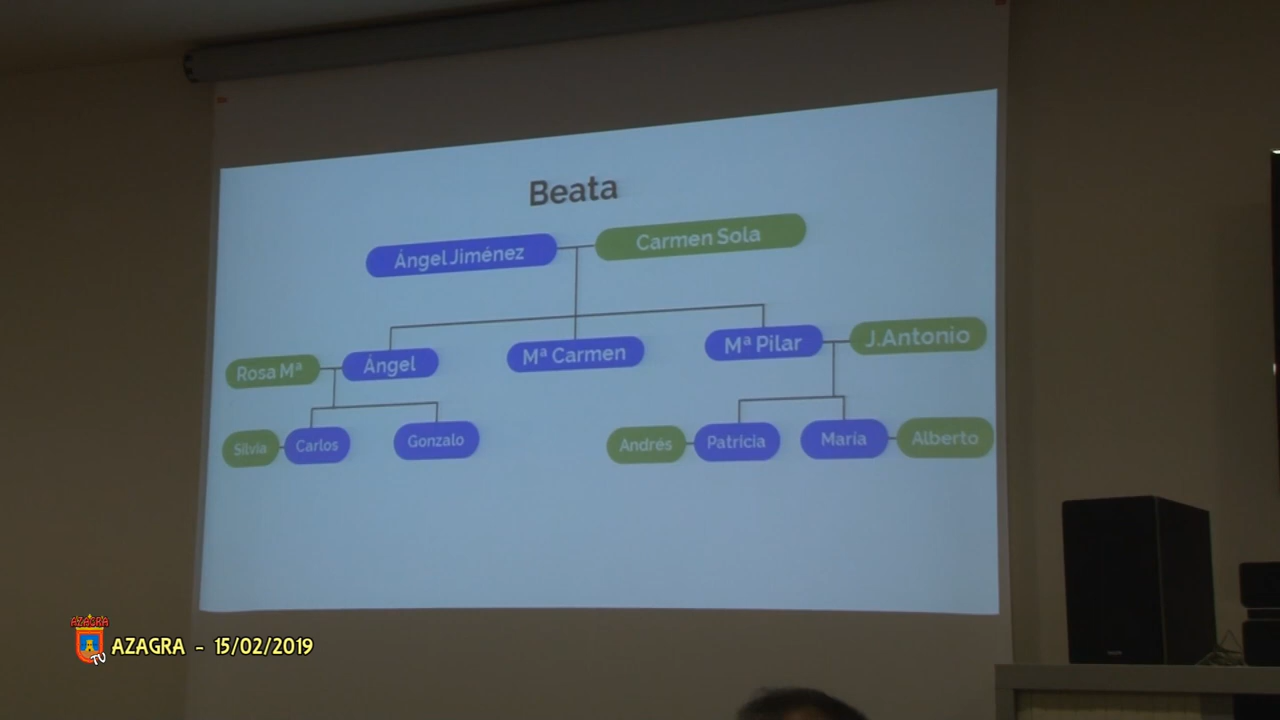 Beata
Ángel Jiménez
Carmen Sola
Rosa Mª
Ángel
Mª Carmen
Mª Pilar
J.Antonio
Silvia
Carlos
Gonzalo
Andrés
Patricia
María
Alberto
AZAGRA
TV
AZAGRA - 15/02/2019